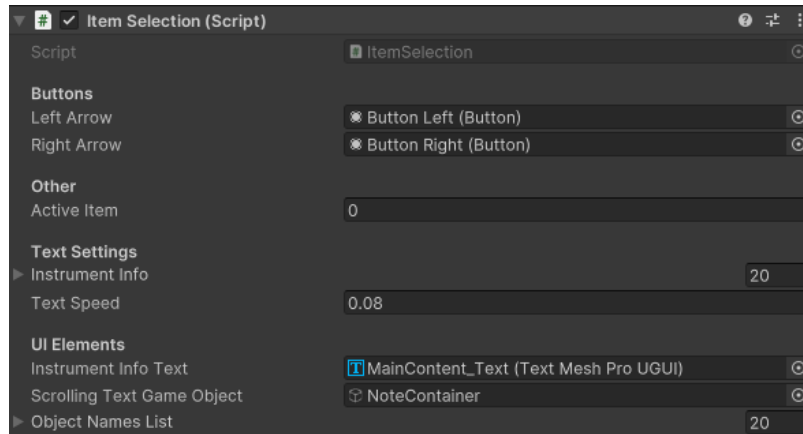 Item Selection (Script)
Script ItemSelection
Buttons
Left Arrow Button Left (Button)
Right Arrow Button Right (Button)
Other
Active Item 0
Text Settings
Instrument Info 20
Text Speed 0.08
UI Elements
Instrument Info Text MainContent_Text (Text Mesh Pro UGUI)
Scrolling Text Game Object NoteContainer
Object Names List 20